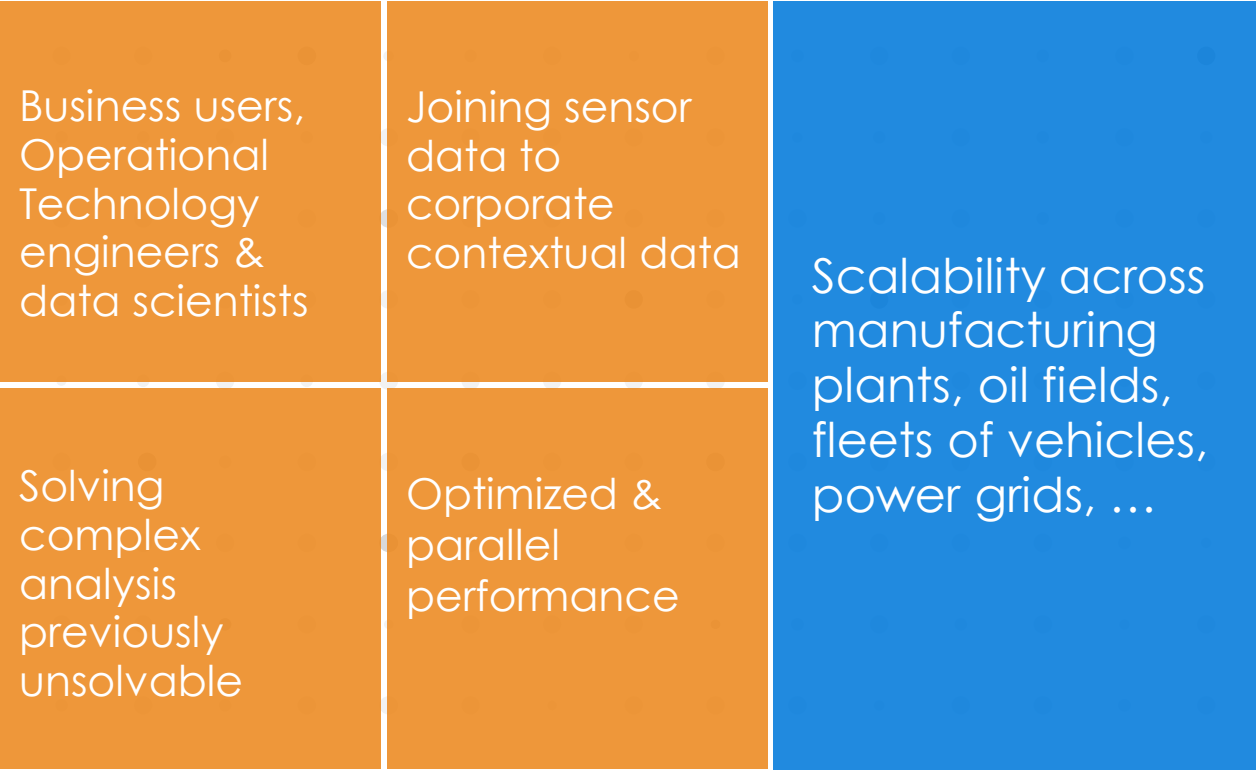 Business users,
Operational
Technology
engineers &
data scientists
Joining sensor
data to
corporate
contextual data
Solving
complex
analysis
previously
unsolvable
Optimized &
parallel
performance
Scalability across
manufacturing
plants, oil fields,
fleets of vehicles,
power grids, …